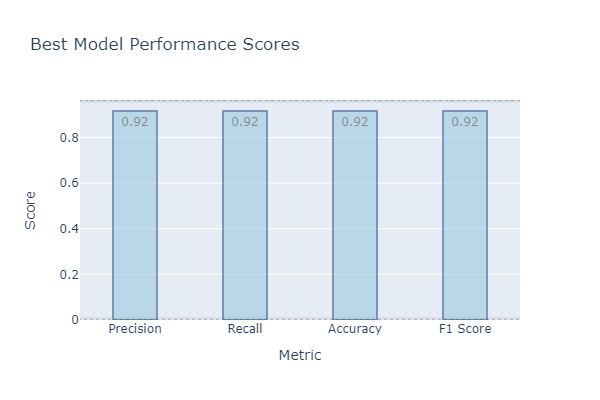 Best Model Performance Scores
0.92 0.92 0.92 0.92
0.8
0.6
0.4
0.2
0
Score
Precision Recall Accuracy F1 Score
Metric